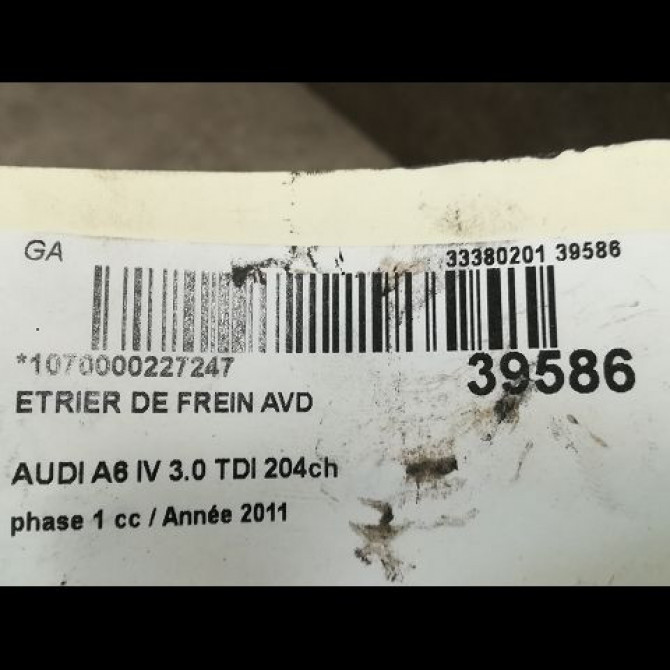 GA
33380201 39586
*1070000227247
39586
ETRIER DE FREIN AVD
AUDI A6 IV 3.0 TDI 204ch
phase 1 cc / Année 2011